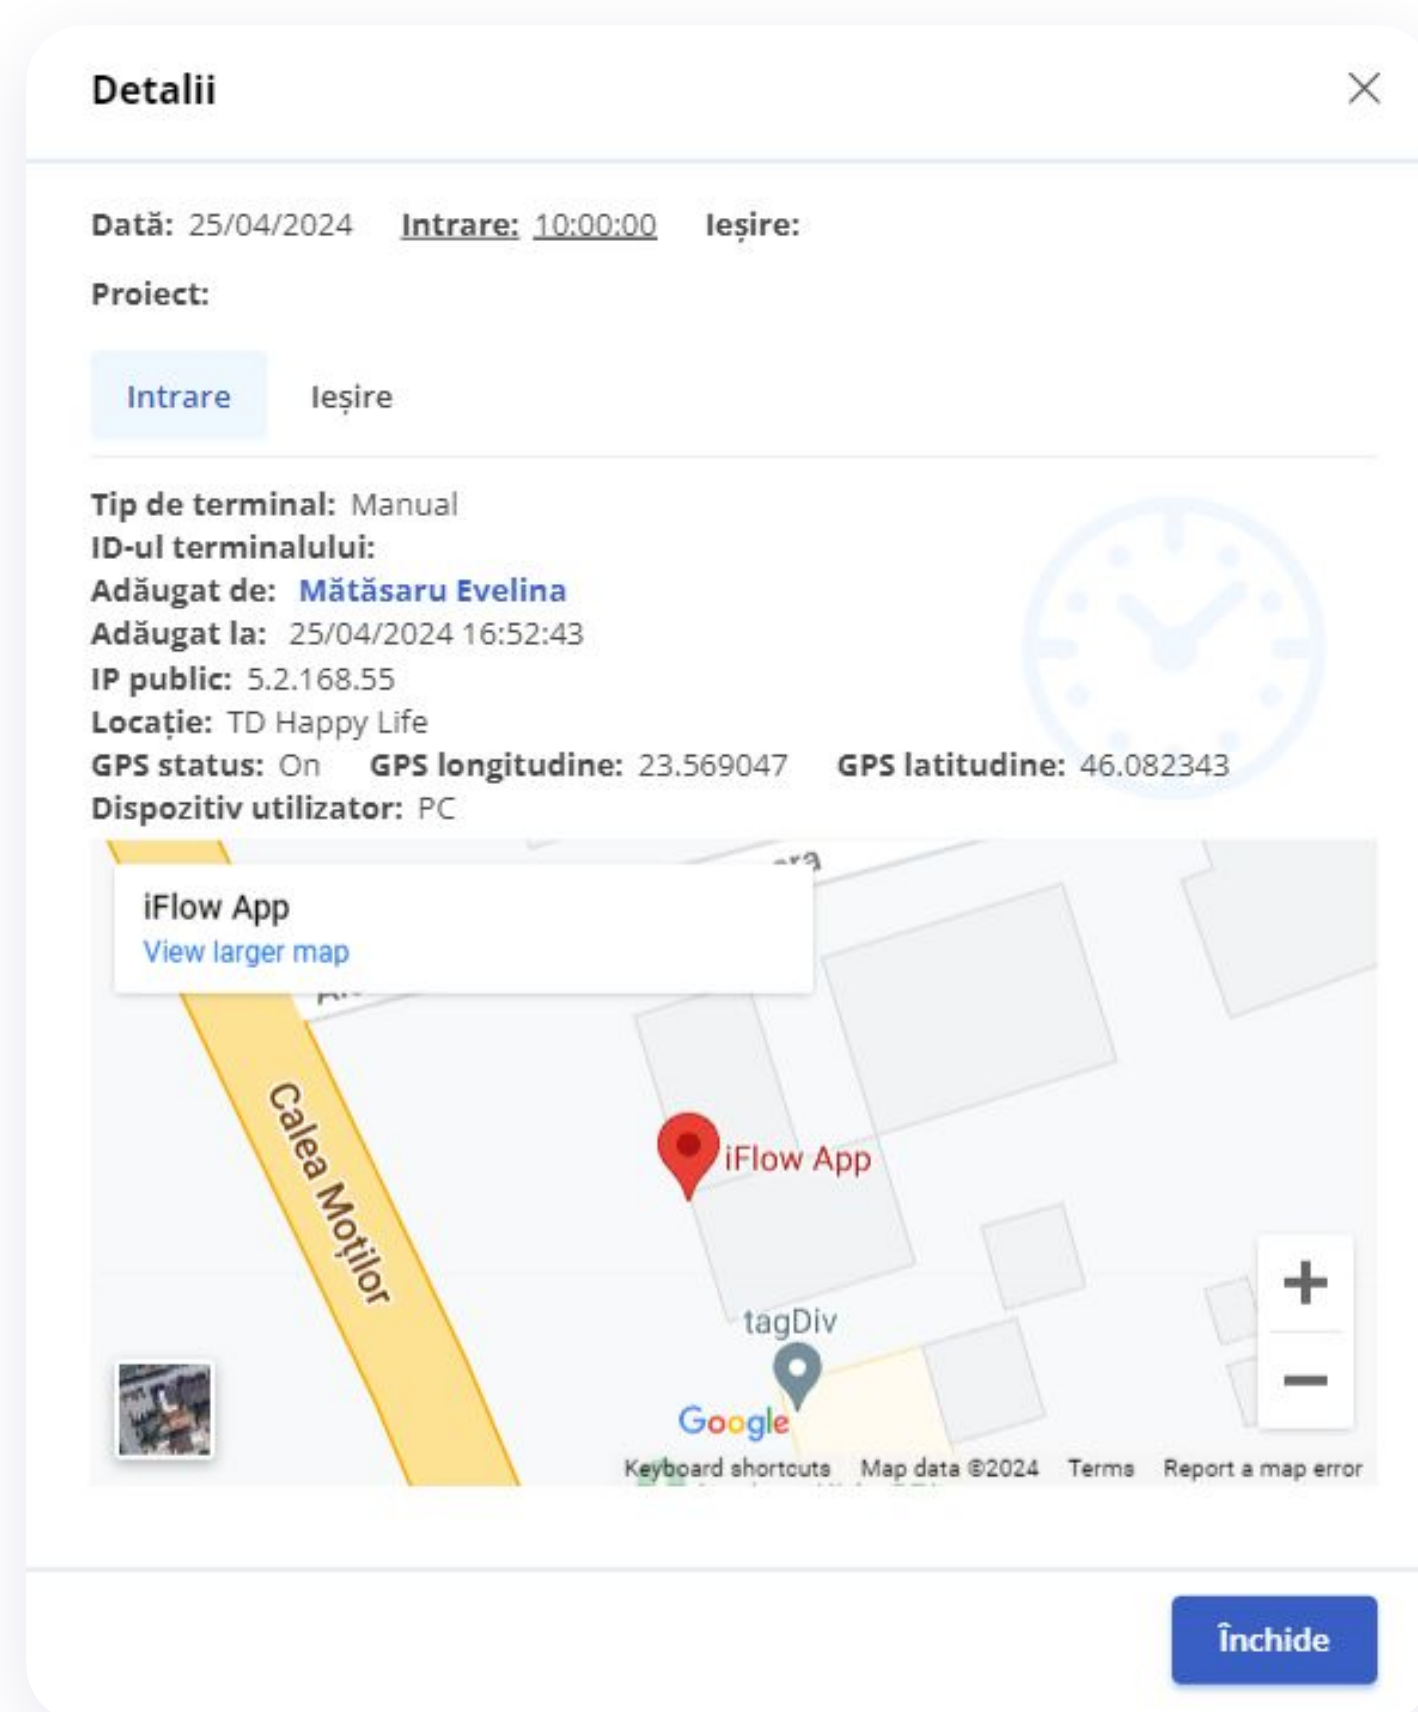 Detalii
Dată: 25/04/2024 Intrare: 10:00:00 Ieșire:
Proiect:
Intrare Ieșire
Tip de terminal: Manual
ID-ul terminalului:
Adăugat de: Mătăsaru Evelina
Adăugat la: 25/04/2024 16:52:43
IP public: 5.2.168.55
Locație: TD Happy Life
GPS status: On GPS longitudine: 23.569047 GPS latitudine: 46.082343
Dispozitiv utilizator: PC
iFlow App
View larger map
Calea Moților
iFlow App
tagDiv
Google
Keyboard shortcuts Map data ©2024 Terms Report a map error
Închide